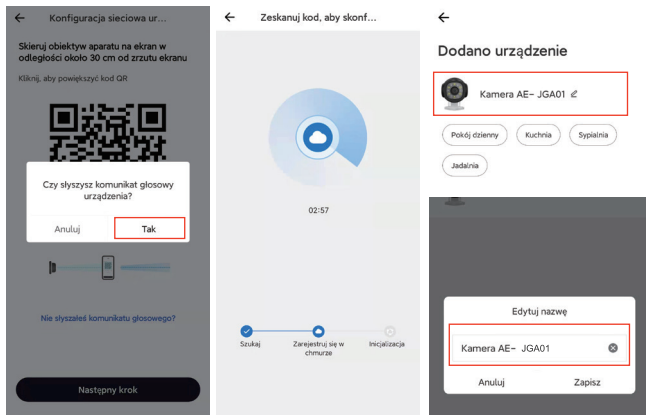 Konfiguracja sieciowa ur...
Skieruj obiektyw aparatu na ekran w
odległości około 30 cm od zrzutu ekranu
Kliknij, aby powiększyć kod QR
Czy słyszysz komunikat głosowy
urządzenia?
Anuluj
Tak
Nie słyszałeś komunikatu głosowego?
Następny krok
Zeskanuj kod, aby skonf...
02:57
Szukaj
Zarejestruj się w
chmurze
Inicjalizacja
Dodano urządzenie
Kamera AE- JGA01
Pokój dzienny
Kuchnia
Sypialnia
Jadalnia
Edytuj nazwę
Kamera AE- JGA01
Anuluj
Zapisz